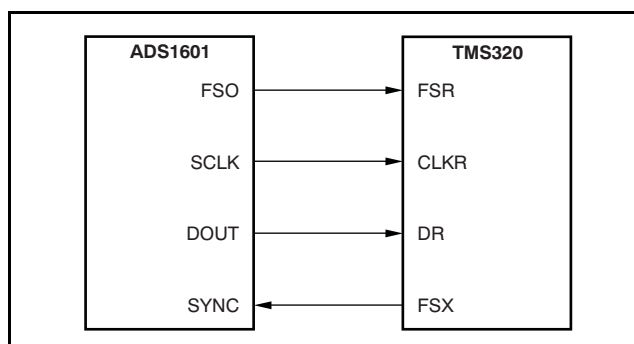 ADS1601 TMS320
FSO FSR
SCLK CLKR
DOUT DR
SYNC FSX